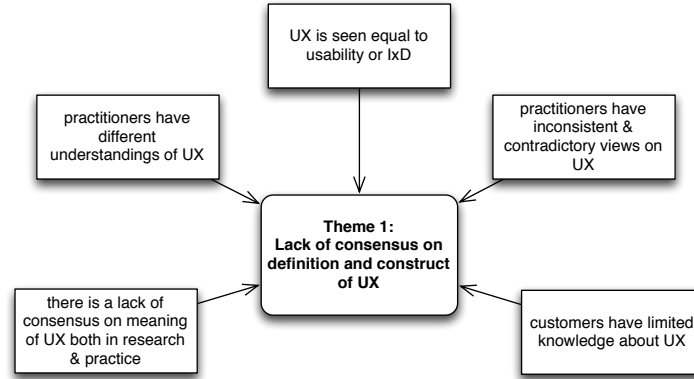 UX is seen equal to
usability or IxD
practitioners have
different
understandings of UX
practitioners have
inconsistent &
contradictory views on
UX
Theme 1:
Lack of consensus on
definition and construct
of UX
there is a lack of
consensus on meaning
of UX both in research
& practice
customers have limited
knowledge about UX